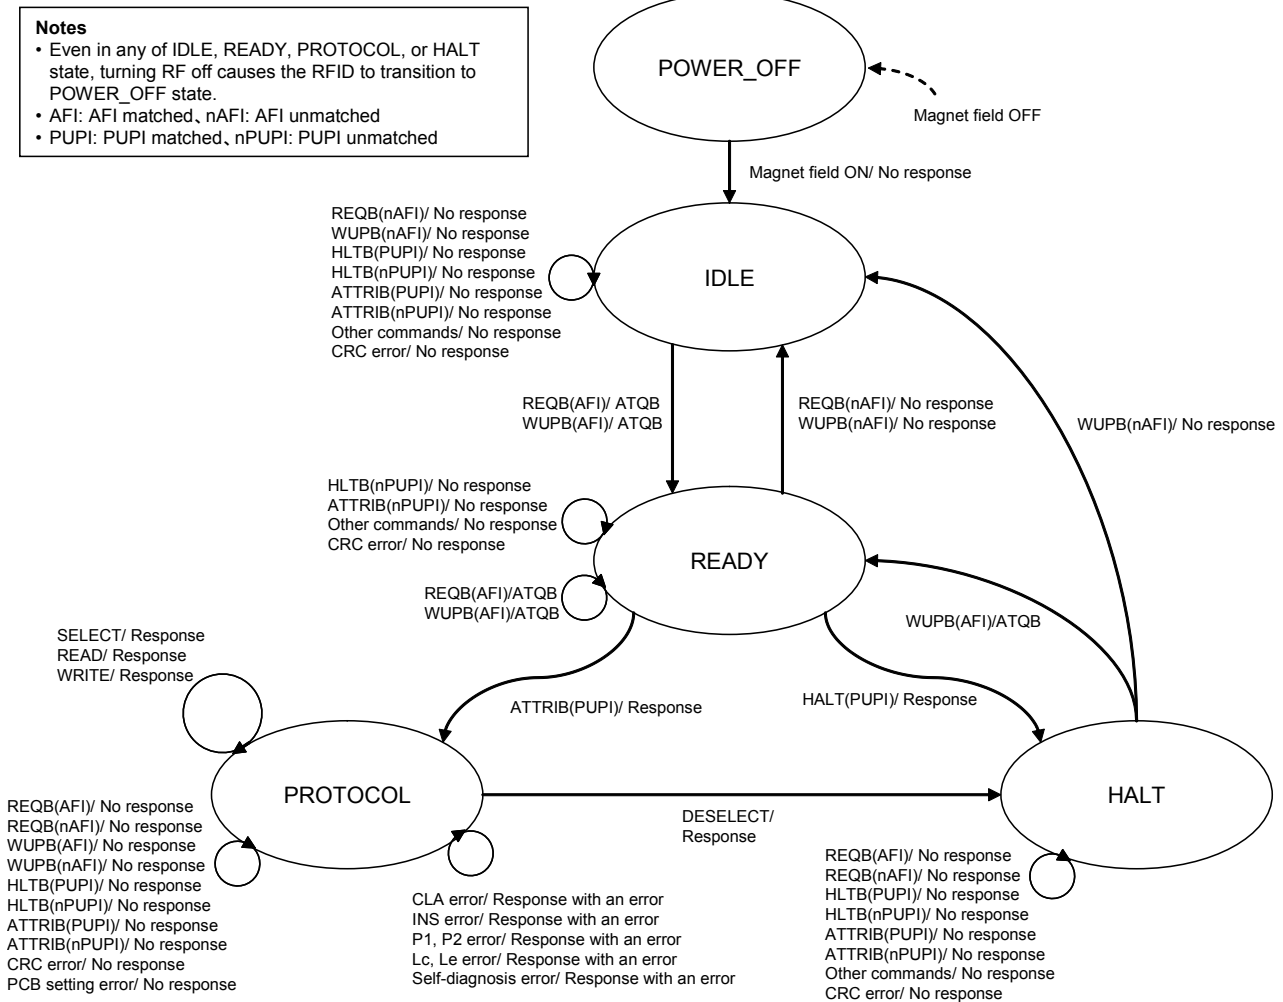 Notes
• Even in any of IDLE, READY, PROTOCOL, or HALT
state, turning RF off causes the RFID to transition to
POWER_OFF state.
• AFI: AFI matched、nAFI: AFI unmatched
• PUPI: PUPI matched、nPUPI: PUPI unmatched
POWER_OFF
Magnet field OFF
Magnet field ON/ No response
REQB(nAFI)/ No response
WUPB(nAFI)/ No response
HLTB(PUPI)/ No response
HLTB(nPUPI)/ No response
ATTRIB(PUPI)/ No response
ATTRIB(nPUPI)/ No response
Other commands/ No response
CRC error/ No response
IDLE
REQB(AFI)/ ATQB
WUPB(AFI)/ ATQB
REQB(nAFI)/ No response
WUPB(nAFI)/ No response
WUPB(nAFI)/ No response
HLTB(nPUPI)/ No response
ATTRIB(nPUPI)/ No response
Other commands/ No response
CRC error/ No response
READY
REQB(AFI)/ATQB
WUPB(AFI)/ATQB
WUPB(AFI)/ATQB
SELECT/ Response
READ/ Response
WRITE/ Response
ATTRIB(PUPI)/ Response
HALT(PUPI)/ Response
PROTOCOL
HALT
DESELECT/
Response
REQB(AFI)/ No response
REQB(nAFI)/ No response
WUPB(AFI)/ No response
WUPB(nAFI)/ No response
HLTB(PUPI)/ No response
HLTB(nPUPI)/ No response
ATTRIB(PUPI)/ No response
ATTRIB(nPUPI)/ No response
CRC error/ No response
PCB setting error/ No response
CLA error/ Response with an error
INS error/ Response with an error
P1, P2 error/ Response with an error
Lc, Le error/ Response with an error
Self-diagnosis error/ Response with an error
REQB(AFI)/ No response
REQB(nAFI)/ No response
HLTB(PUPI)/ No response
HLTB(nPUPI)/ No response
ATTRIB(PUPI)/ No response
ATTRIB(nPUPI)/ No response
Other commands/ No response
CRC error/ No response